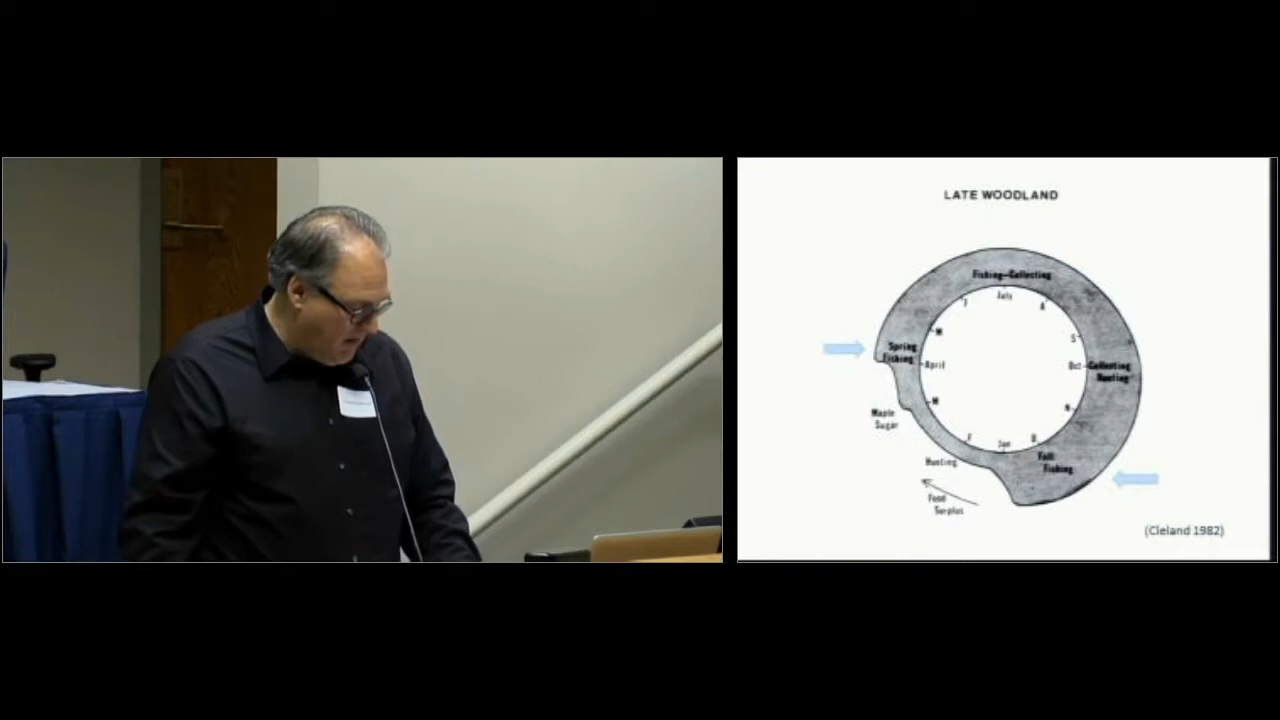 LATE WOODLAND
Fishing-Collecting
July
J
A
M
S
Spring
Fishing
April
Oct
Collecting
Hunting
M
N
Maple
Sugar
F
Jan
D
Hunting
Fall
Fishing
Food
Surplus
(Cleland 1982)